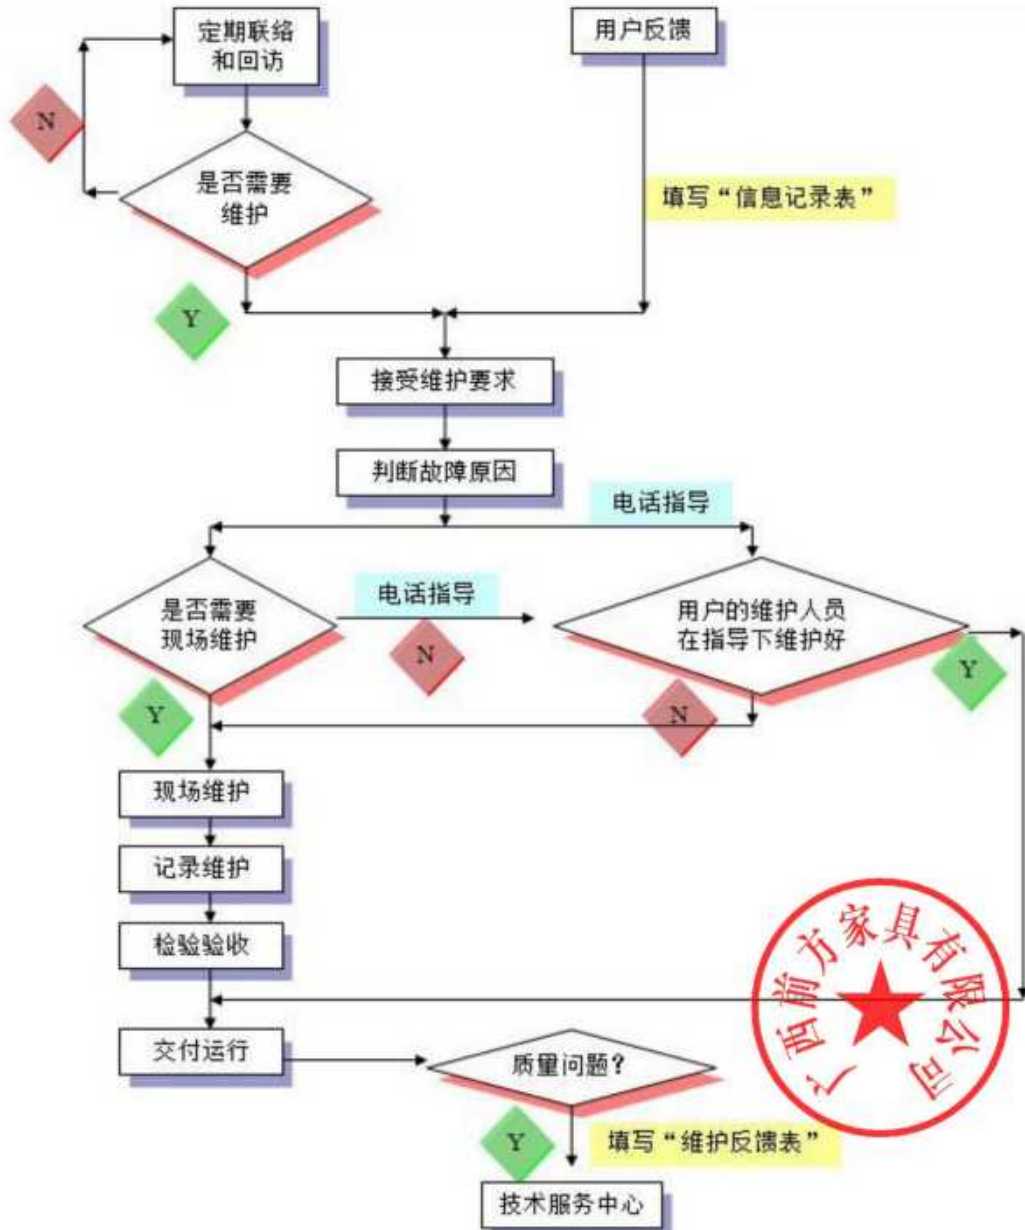 定期联络
和回访
用户反馈
N
是否需要
维护
填写“信息记录表”
Y
接受维护要求
判断故障原因
电话指导
是否需要
现场维护
电话指导
N
用户的维护人员
在指导下维护好
Y
Y
N
现场维护
记录维护
检验验收
交付运行
质量问题？
Y
填写“维护反馈表”
技术服务中心
广西前方家具有限公司